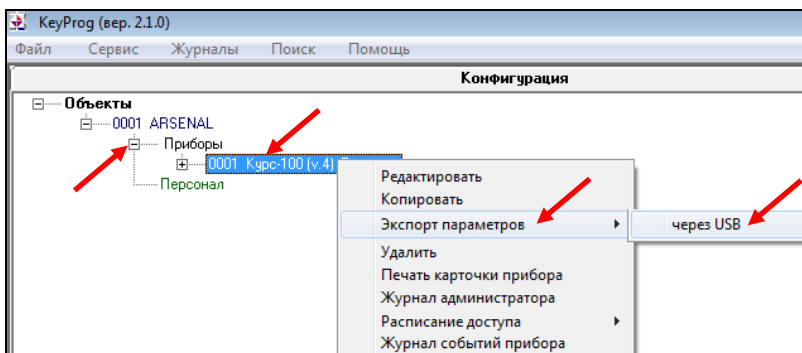 KeyProg (вер. 2.1.0)
Файл Сервис Журналы Поиск Помощь
Конфигурация
Объекты
0001 ARSENAL
Приборы
0001 Курс-100 (v.4)
Персонал
Редактировать
Копировать
Экспорт параметров
через USB
Удалить
Печать карточки прибора
Журнал администратора
Расписание доступа
Журнал событий прибора